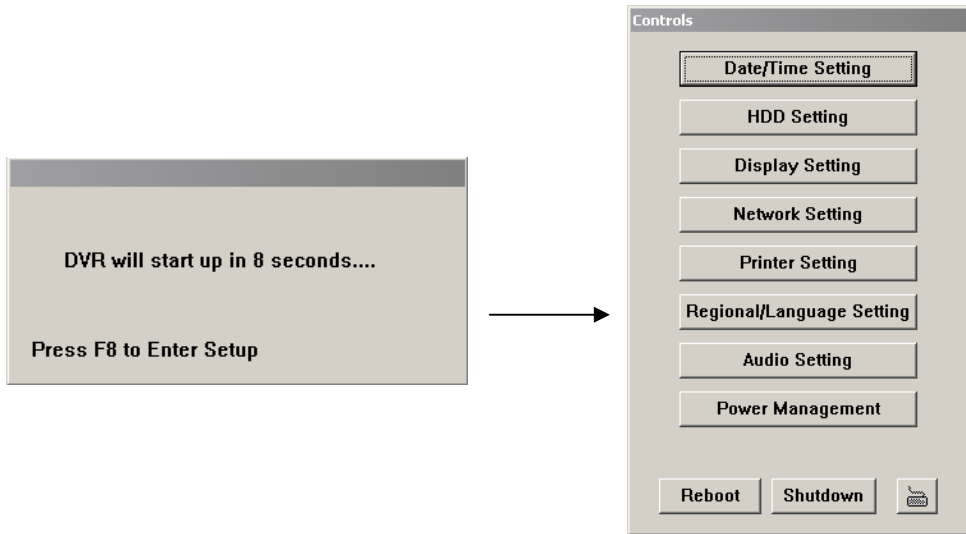 DVR will start up in 8 seconds....
Press F8 to Enter Setup
Controls
Date/Time Setting
HDD Setting
Display Setting
Network Setting
Printer Setting
Regional/Language Setting
Audio Setting
Power Management
Reboot
Shutdown